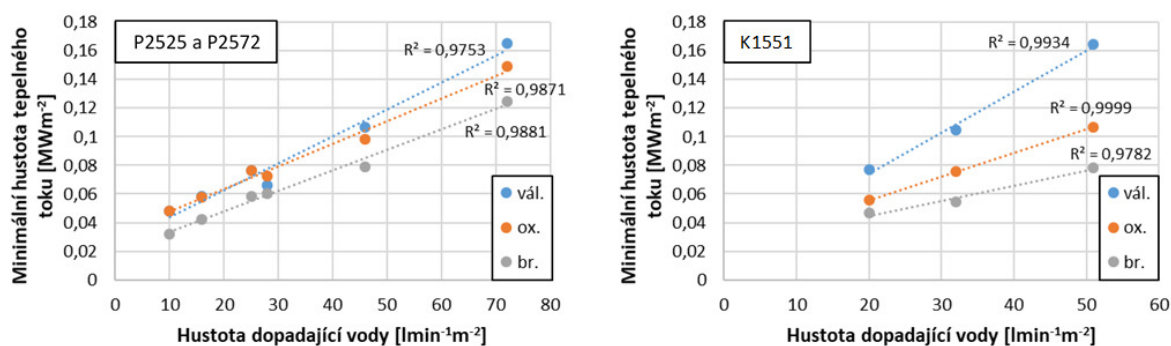 P2525 a P2572
Minimální hustota tepelného
toku [MWm-2]
0,18
0,16
0,14
0,12
0,1
0,08
0,06
0,04
0,02
0
R² = 0,9753
R² = 0,9871
R² = 0,9881
vál.
ox.
br.
0 10 20 30 40 50 60 70 80
Hustota dopadající vody [lmin-1m-2]
K1551
Minimální hustota tepelného
toku [MWm-2]
0,18
0,16
0,14
0,12
0,1
0,08
0,06
0,04
0,02
0
R² = 0,9934
R² = 0,9999
R² = 0,9782
vál.
ox.
br.
0 10 20 30 40 50 60
Hustota dopadající vody [lmin-1m-2]